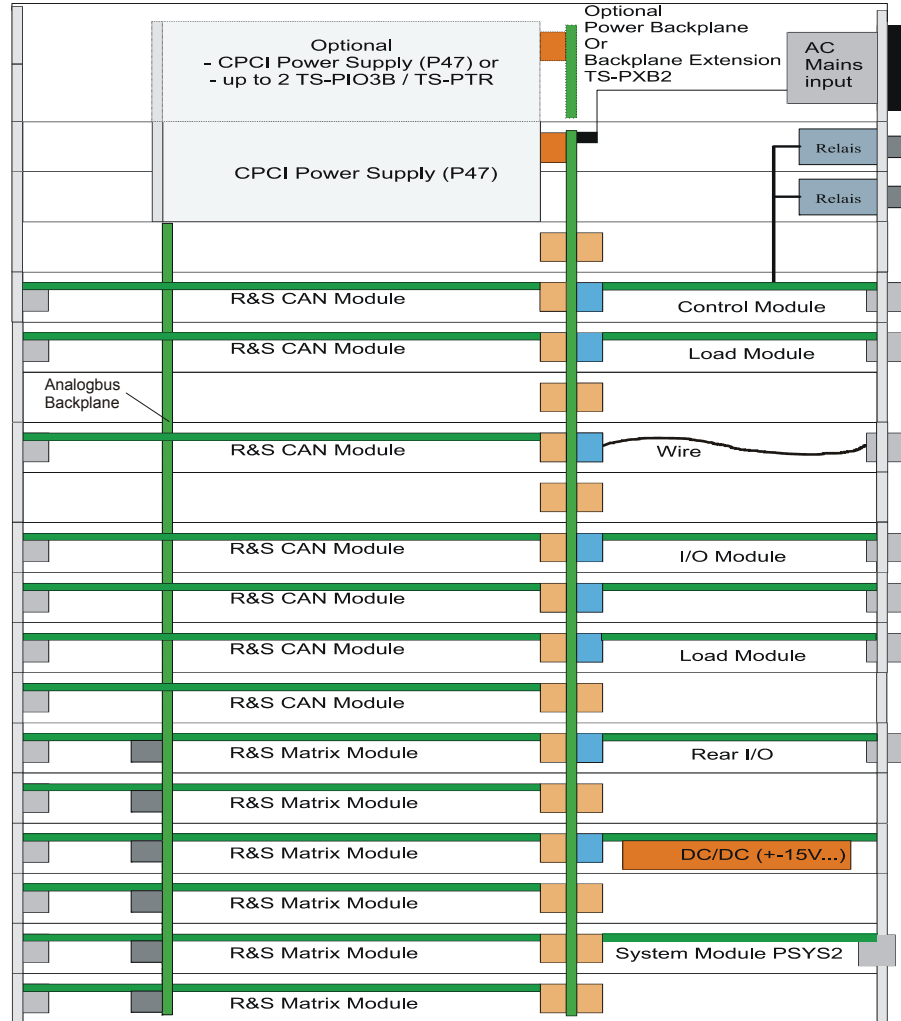 Optional
- CPCI Power Supply (P47) or
- up to 2 TS-PIO3B / TS-PTR
Optional
Power Backplane
Or
Backplane Extension
TS-PXB2
AC
Mains
input
Relais
CPCI Power Supply (P47)
Relais
R&S CAN Module
Control Module
R&S CAN Module
Load Module
Analogbus
Backplane
R&S CAN Module
Wire
R&S CAN Module
I/O Module
R&S CAN Module
R&S CAN Module
Load Module
R&S CAN Module
R&S Matrix Module
Rear I/O
R&S Matrix Module
R&S Matrix Module
DC/DC (+-15V...)
R&S Matrix Module
R&S Matrix Module
System Module PSYS2
R&S Matrix Module